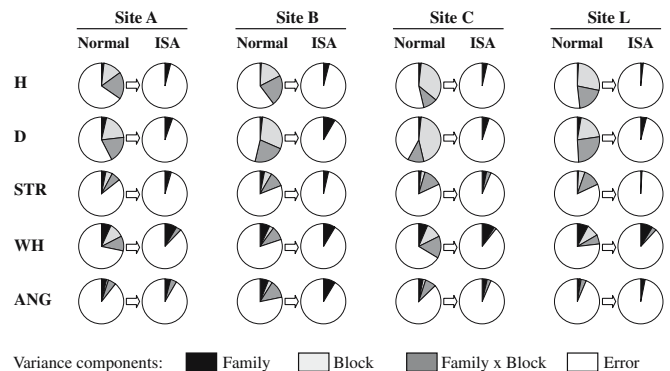 Site A Site B Site C Site L
Normal ISA Normal ISA Normal ISA Normal ISA
H
D
STR
WH
ANG
Variance components: Family Block Family x Block Error